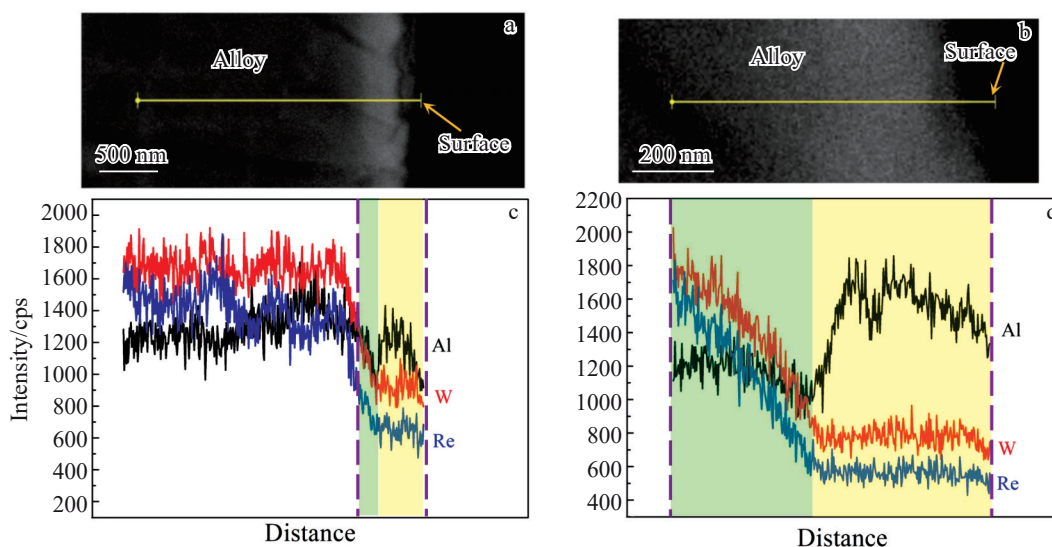 a
Alloy
Surface
500 nm
b
Alloy
Surface
200 nm
c
2000
1800
1600
1400
1200
1000
800
600
400
200
Intensity/cps
Al
W
Re
Distance
d
2200
2000
1800
1600
1400
1200
1000
800
600
400
Al
W
Re
Distance